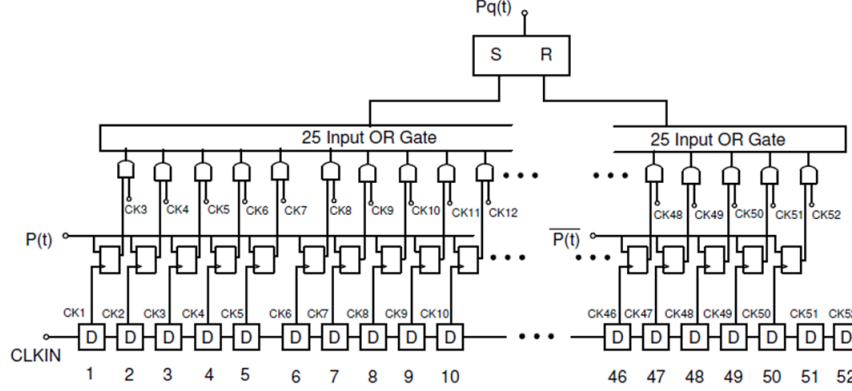 Pq(t)
S R
25 Input OR Gate 25 Input OR Gate
CK3 CK4 CK5 CK6 CK7 CK8 CK9 CK10 CK11 CK12 CK48 CK49 CK50 CK51 CK52
P(t) P(t)
CK1 CK2 CK3 CK4 CK5 CK6 CK7 CK8 CK9 CK10 CK46 CK47 CK48 CK49 CK50 CK51 CK52
D D D D D D D D D D D D D D D D D
CLKIN
1 2 3 4 5 6 7 8 9 10 46 47 48 49 50 51 52